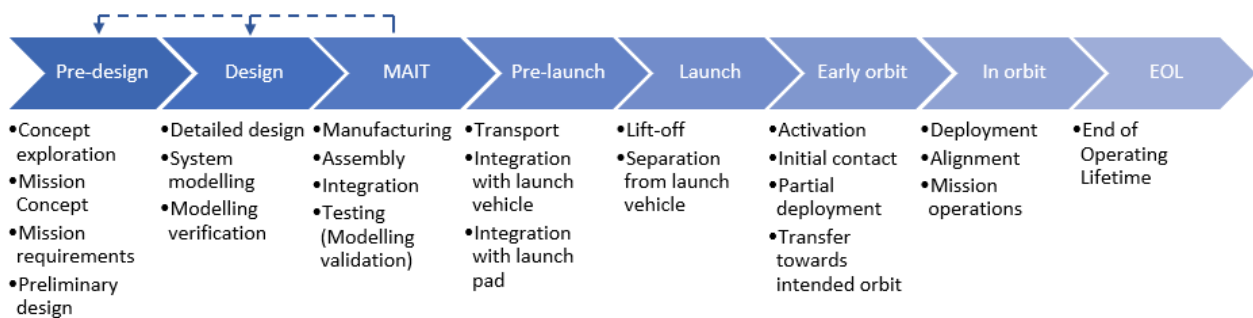 Pre-design
Design
MAIT
Pre-launch
Launch
Early orbit
In orbit
EOL
•Concept
exploration
•Mission
Concept
•Mission
requirements
•Preliminary
design
•Detailed design
•System
modelling
•Modelling
verification
•Manufacturing
•Assembly
•Integration
•Testing
(Modelling
validation)
•Transport
•Integration
with launch
vehicle
•Integration
with launch
pad
•Lift-off
•Separation
from launch
vehicle
•Activation
•Initial contact
•Partial
deployment
•Transfer
towards
intended orbit
•Deployment
•Alignment
•Mission
operations
•End of
Operating
Lifetime